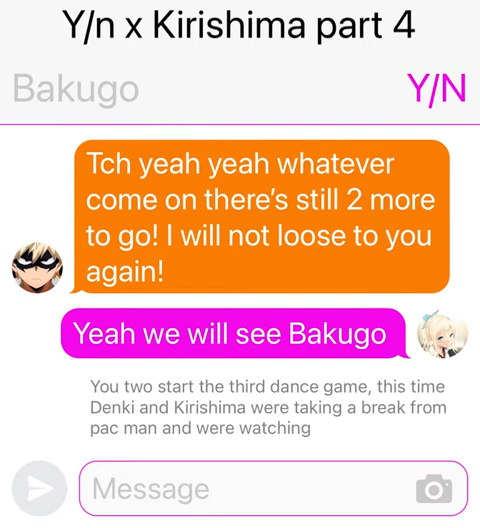 Y/n x Kirishima part 4
Bakugo
Y/N
Tch yeah yeah whatever
come on there's still 2 more
to go! I will not loose to you
again!
Yeah we will see Bakugo
You two start the third dance game, this time
Denki and Kirishima were taking a break from
pac man and were watching
Message